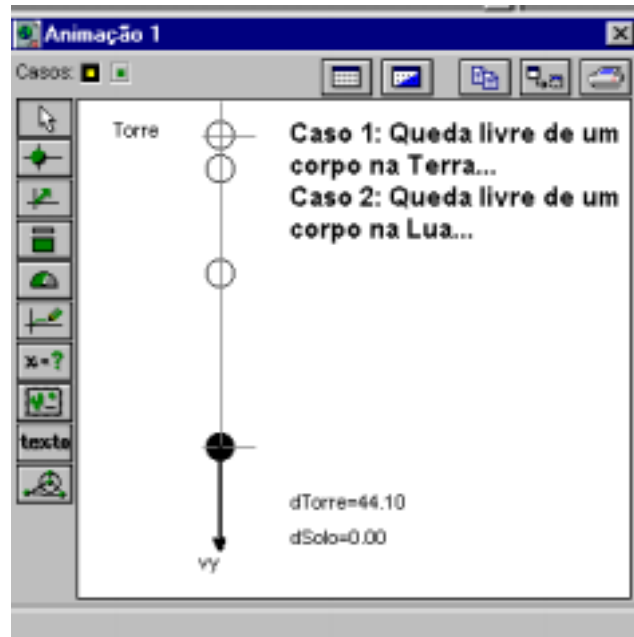 Animação 1
Casos:
Torre
Caso 1: Queda livre de um
corpo na Terra...
Caso 2: Queda livre de um
corpo na Lua...
x=?
texto
dTorre=44.10
dSolo=0.00
vy